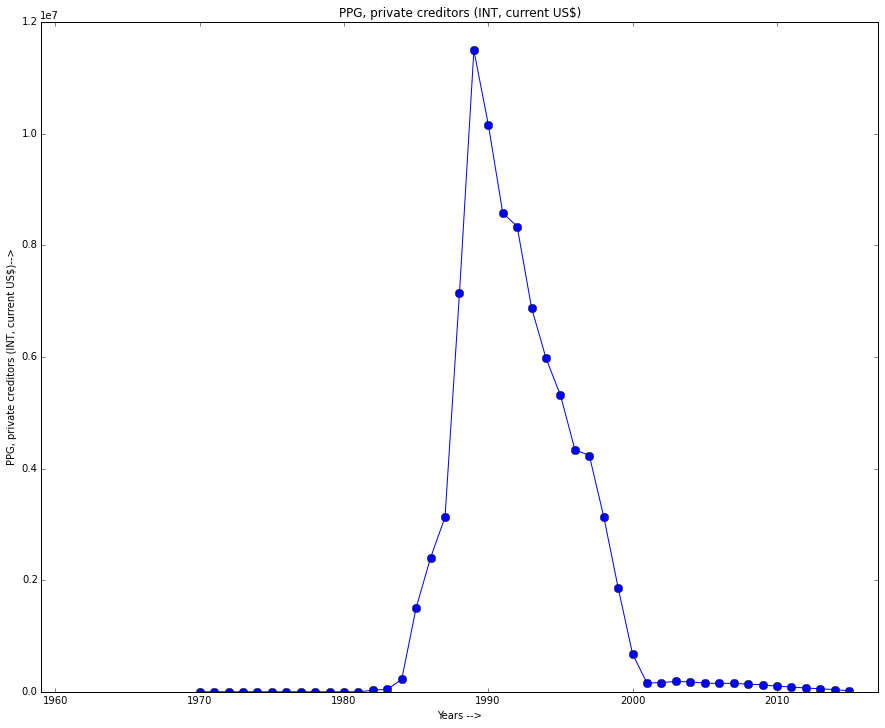 PPG, private creditors (INT, current US$)
1e7
1.2
1.0
0.8
0.6
0.4
0.2
0.0
PPG, private creditors (INT, current US$)-->
1960 1970 1980 1990 2000 2010
Years -->